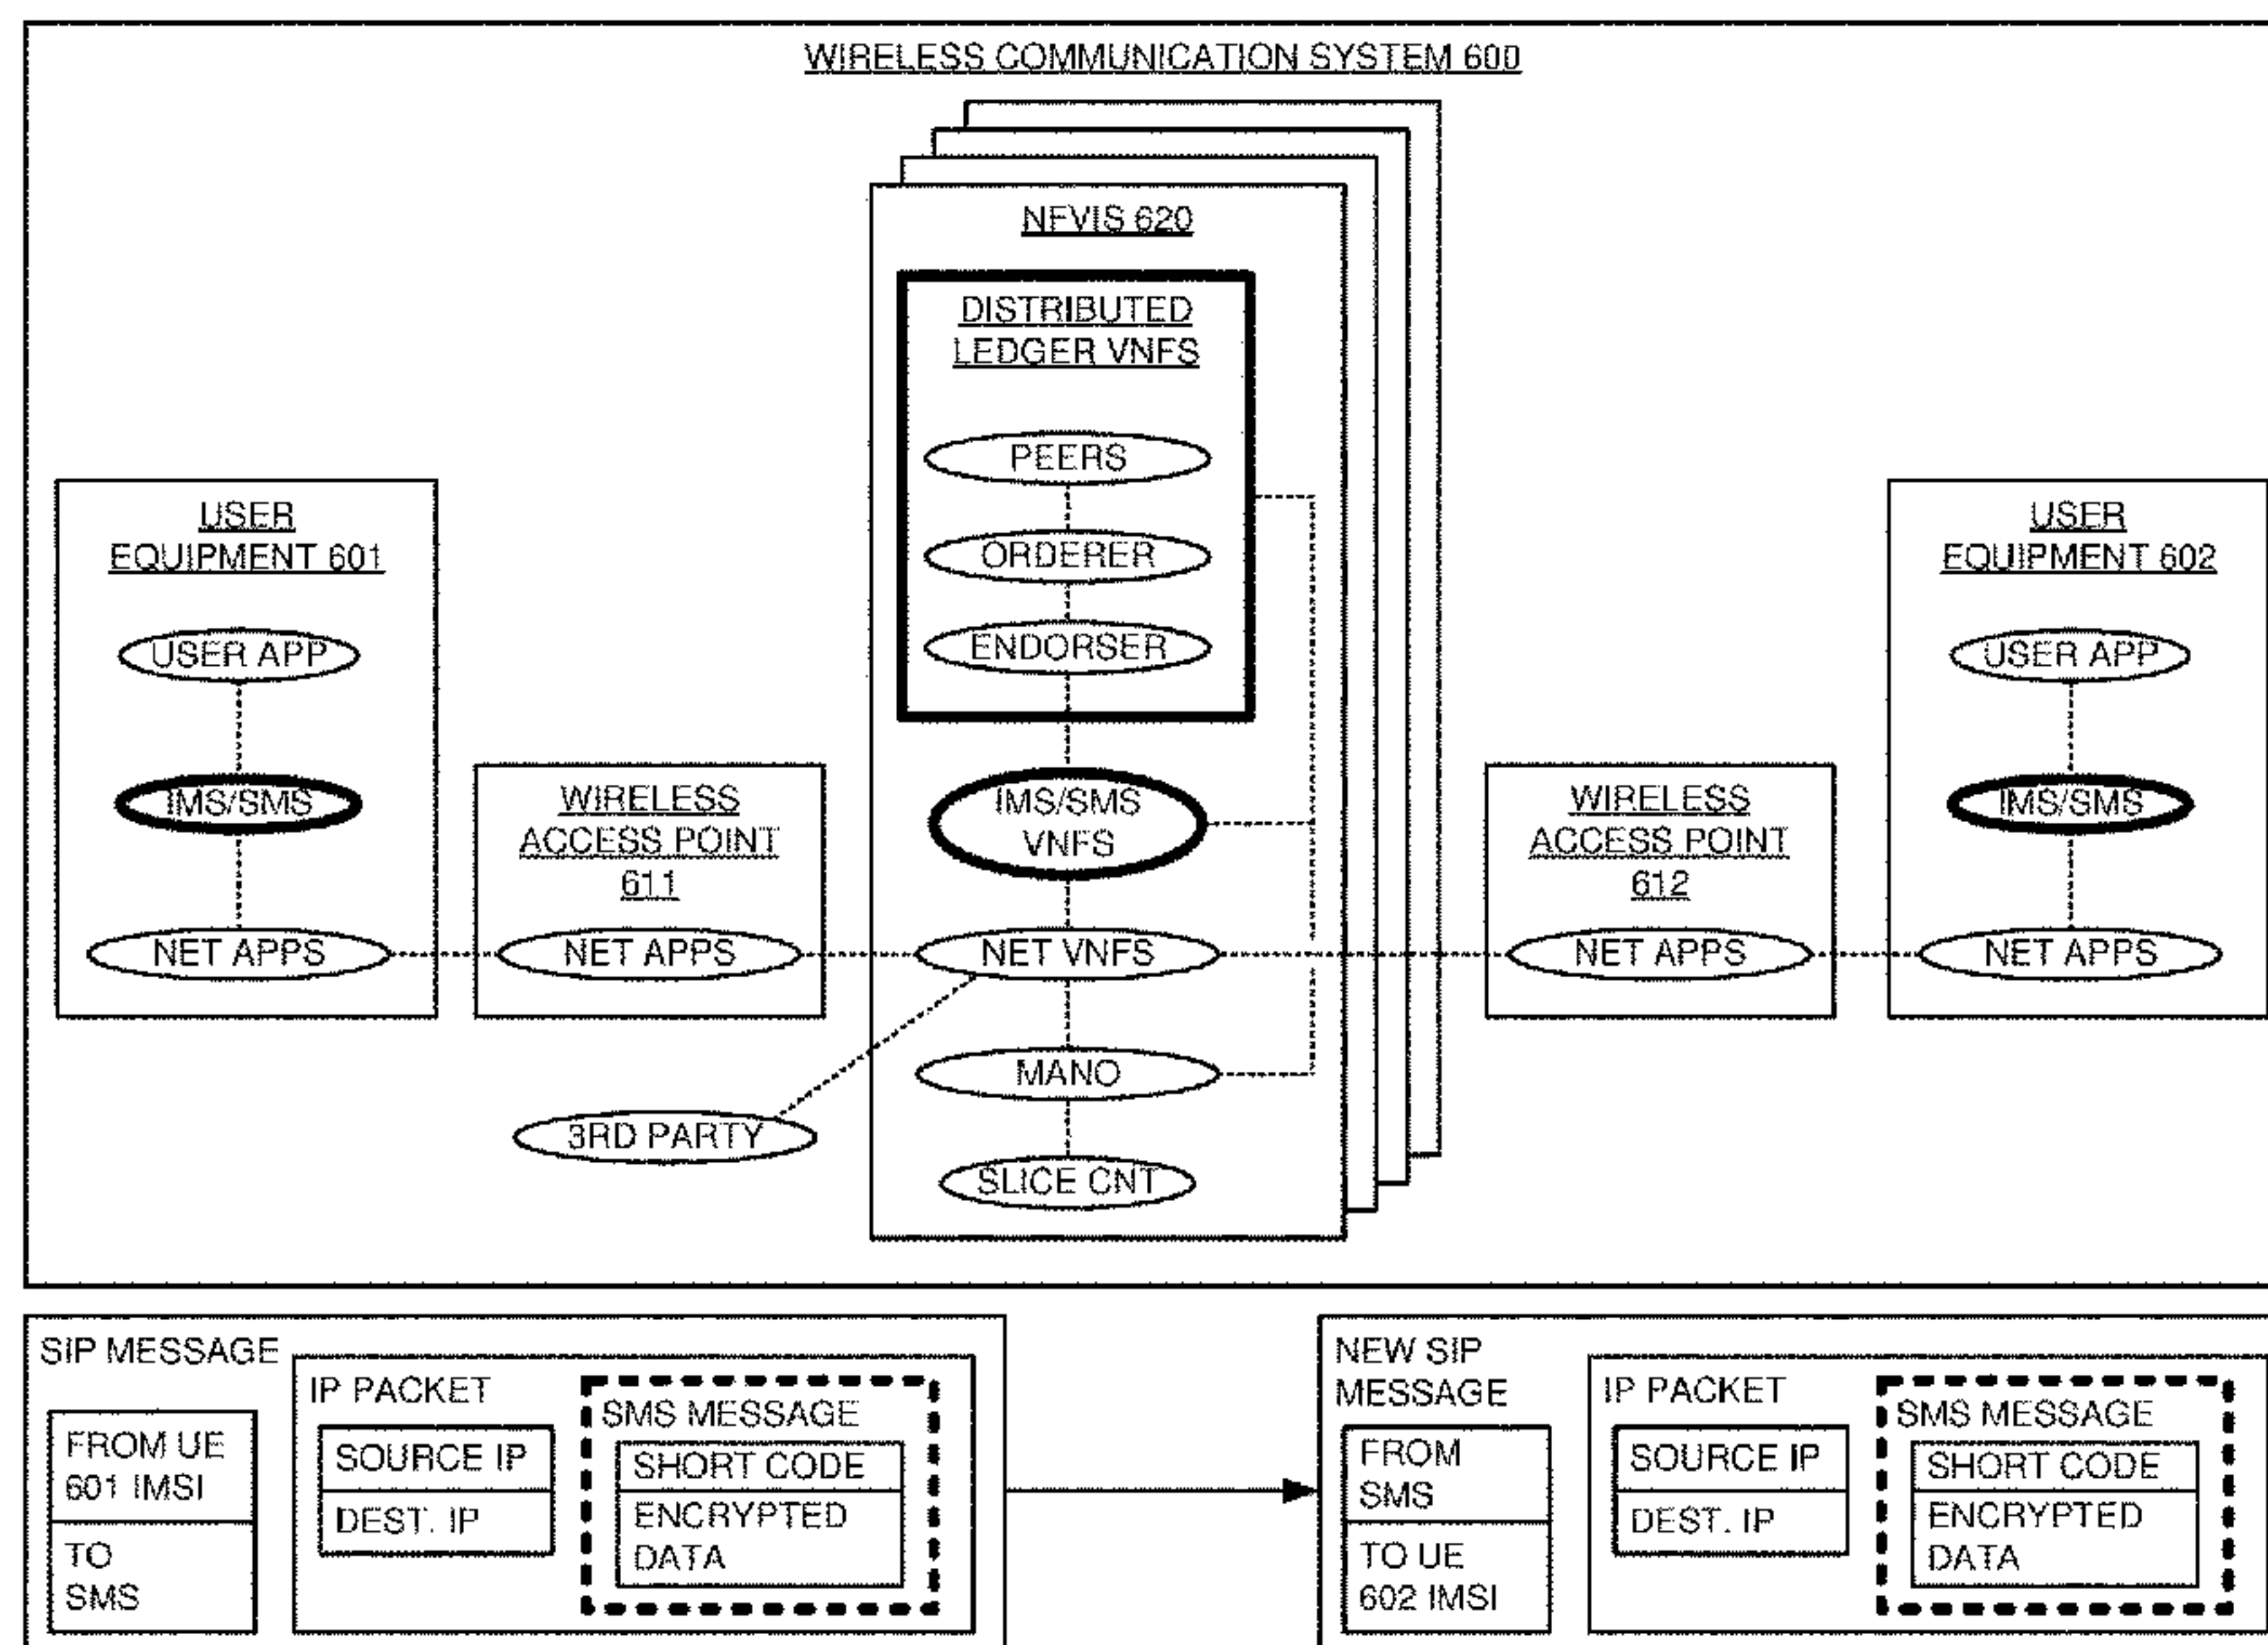 WIRELESS COMMUNICATION SYSTEM 600
NFVIS 620
DISTRIBUTED
LEDGER VNFS
PEERS
ORDERER
ENDORSER
IMS/SMS
VNFS
NET VNFS
MANO
SLICE CNT
USER
EQUIPMENT 601
USER APP
IMS/SMS
NET APPS
WIRELESS
ACCESS POINT
611
NET APPS
3RD PARTY
WIRELESS
ACCESS POINT
612
NET APPS
USER
EQUIPMENT 602
USER APP
IMS/SMS
NET APPS
SIP MESSAGE
FROM UE
601 IMSI
TO
SMS
IP PACKET
SOURCE IP
DEST. IP
SMS MESSAGE
SHORT CODE
ENCRYPTED
DATA
NEW SIP
MESSAGE
FROM
SMS
TO UE
602 IMSI
IP PACKET
SOURCE IP
DEST. IP
SMS MESSAGE
SHORT CODE
ENCRYPTED
DATA